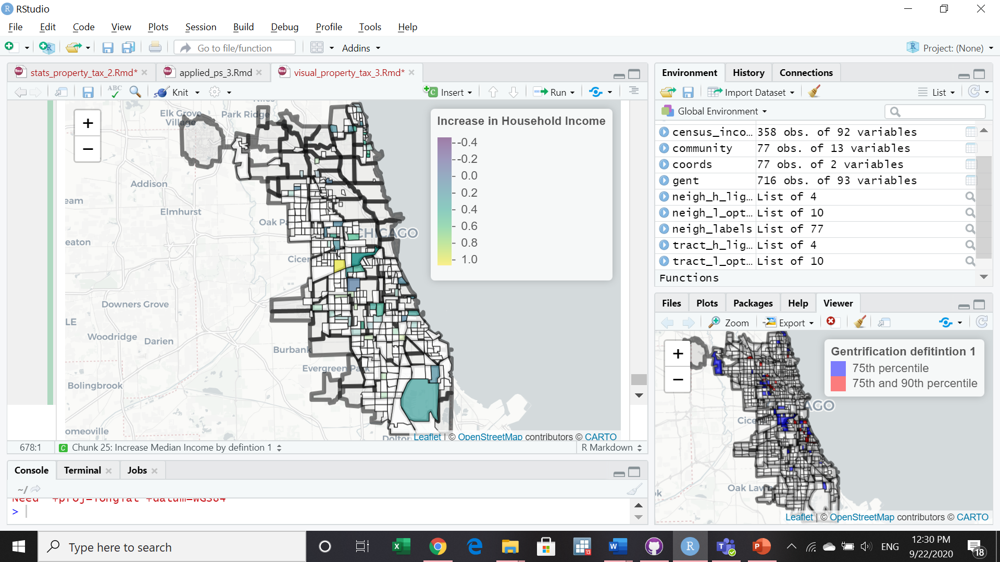 RStudio
File Edit Code View Plots Session Build Debug Profile Tools Help
Go to file/function Addins Project: (None)
stats_property_tax_2.Rmd* applied_ps_3.Rmd visual_property_tax_3.Rmd*
ABC Knit Insert Run
Elk Grove Village
Park Ridge
Addison
Elmhurst
Oak Pa
CHICAGO
eam
eaton
Cicer
Downers Grove
LE
Woodridge
Darien
Burbank
Evergreen Park
Bolingbrook
omeoville
Dolton
+
−
Increase in Household Income
-0.4
-0.2
0.0
0.2
0.4
0.6
0.8
1.0
Leaflet | © OpenStreetMap contributors © CARTO
678:1 C Chunk 25: Increase Median Income by defintion 1 R Markdown
Console Terminal Jobs
~/
Need +proj=longlat +datum=WGS84
>
Environment History Connections
Import Dataset List
Global Environment
census_inco… 358 obs. of 92 variables
community 77 obs. of 13 variables
coords 77 obs. of 2 variables
gent 716 obs. of 93 variables
neigh_h_lig… List of 4
neigh_l_opt… List of 10
neigh_labels List of 77
tract_h_lig… List of 4
tract_l_opt… List of 10
Functions
Files Plots Packages Help Viewer
Zoom Export
+
−
Gentrification defitintion 1
75th percentile
75th and 90th percentile
AGO
Cice
Oak Law
k
Leaflet | © OpenStreetMap contributors © CARTO
Type here to search
13
ENG
12:30 PM
9/22/2020
18